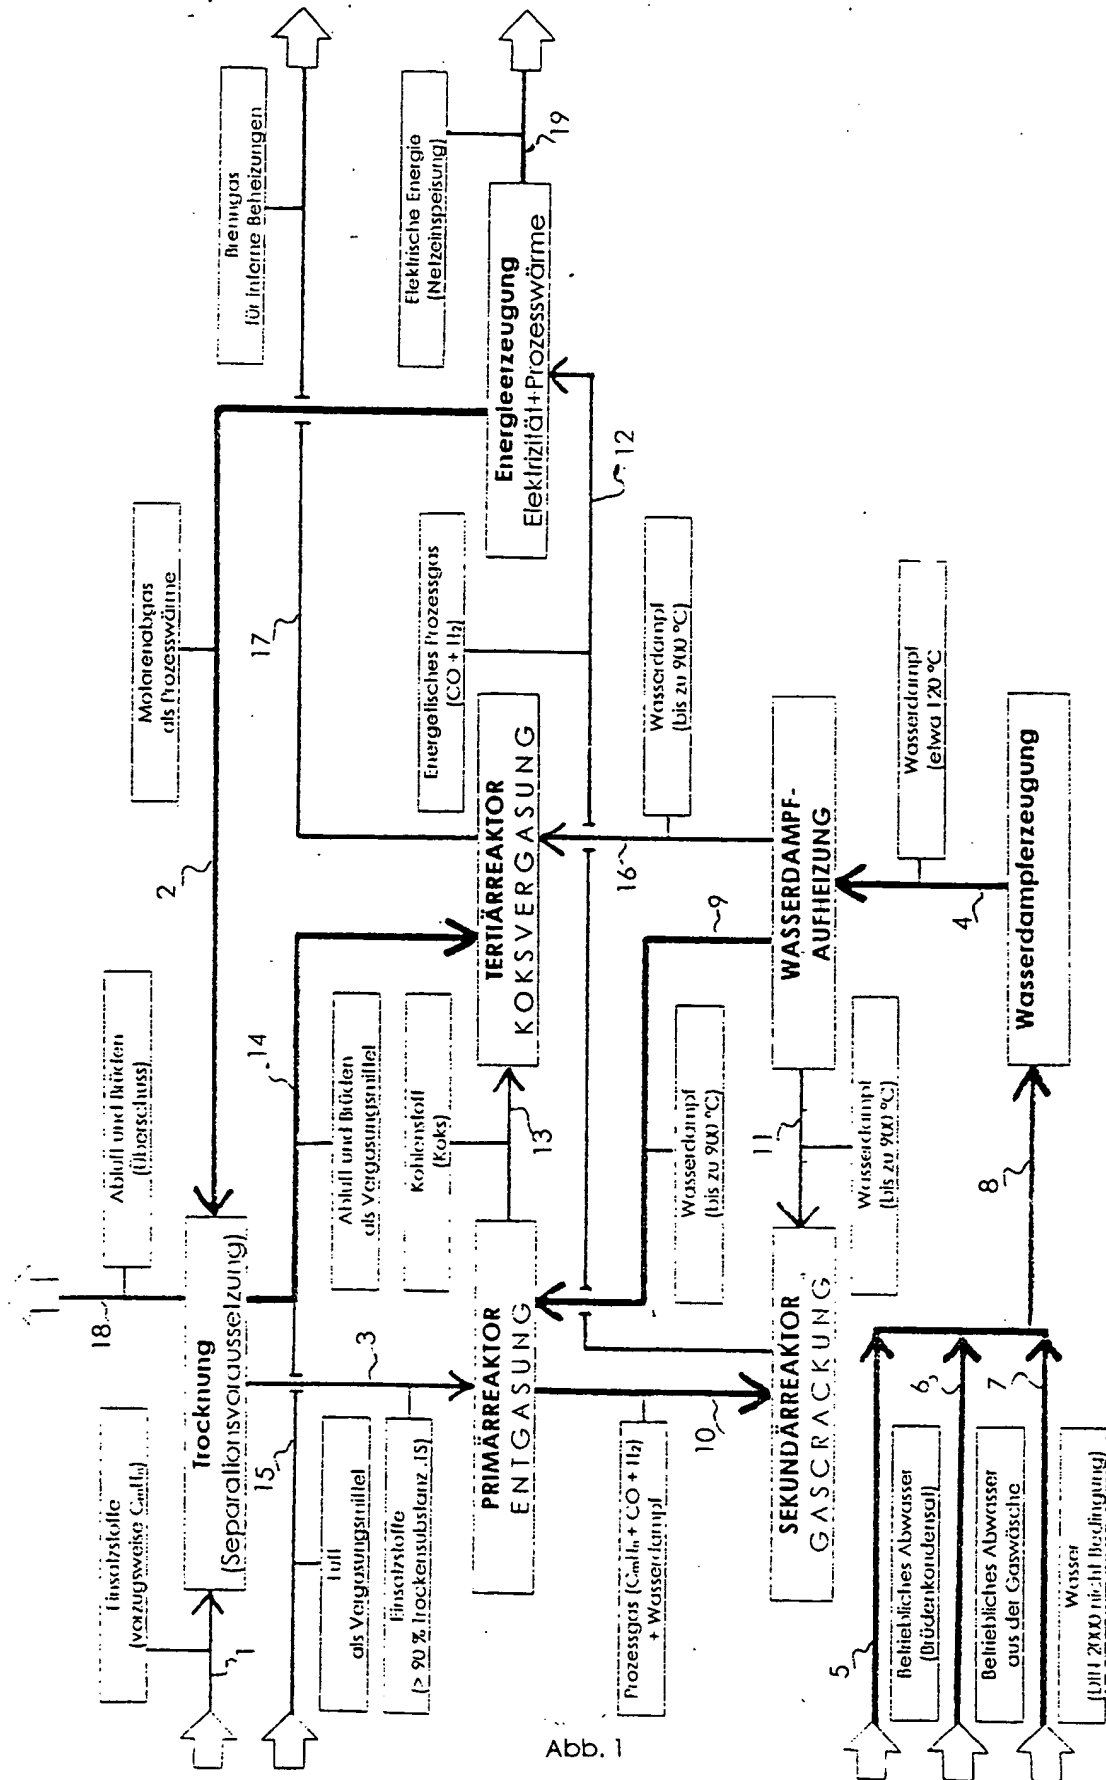 Einsatzstoffe
(vorzugsweise CmHn)
1
Trocknung
(Separationsvoraussetzung)
18
Abluft und Brüden
(Überschuss)
2
Motorenabgas
als Prozesswärme
Brenngas
für interne Beheizungen
15
Luft
als Vergasungsmittel
3
Einsatzstoffe
(> 90 % Trockensubstanz .TS)
14
Abluft und Brüden
als Vergasungsmittel
17
Kohlenstoff
(Koks)
13
PRIMÄRREAKTOR
ENTGASUNG
TERTIÄRREAKTOR
KOKSVERGASUNG
Energetisches Prozessgas
(CO + H2)
Energieerzeugung
Elektrizität+Prozesswärme
Elektrische Energie
(Netzeinspeisung)
19
12
10
Prozessgas (CmHn + CO + H2)
+ Wasserdampf
Wasserdampf
(bis zu 900 °C)
9
16
Wasserdampf
(bis zu 900 °C)
SEKUNDÄRREAKTOR
GASCRACKUNG
11
Wasserdampf
(bis zu 900 °C)
WASSERDAMPF-
AUFHEIZUNG
4
Wasserdampf
(etwa 120 °C
5
Betriebliches Abwasser
(Brüdenkondensat)
6
Betriebliches Abwasser
aus der Gaswäsche
7
Wasser
(DIN 2000 nicht Bedingung)
8
Wasserdampferzeugung
Abb. 1